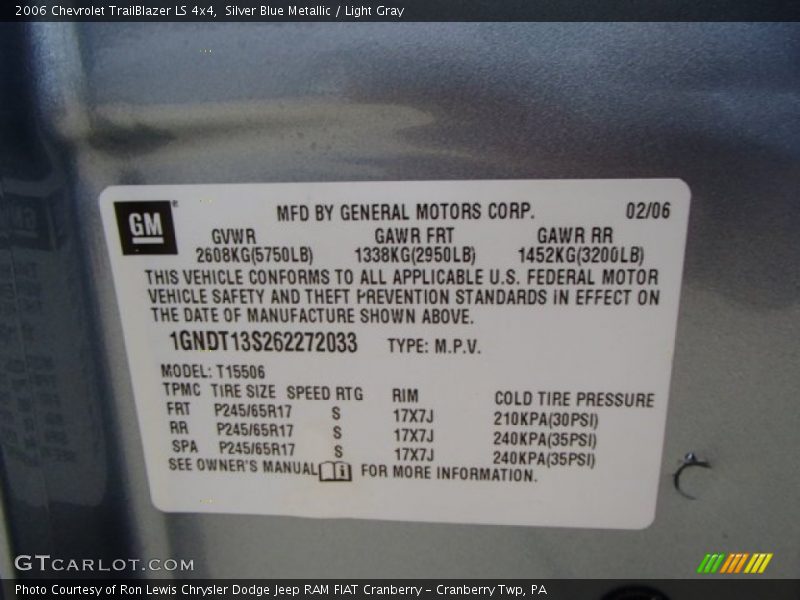 2006 Chevrolet TrailBlazer LS 4x4,  Silver Blue Metallic / Light Gray
GM ®
MFD BY GENERAL MOTORS CORP. 02/06
GVWR GAWR FRT GAWR RR
2608KG(5750LB) 1338KG(2950LB) 1452KG(3200LB)
THIS VEHICLE CONFORMS TO ALL APPLICABLE U.S. FEDERAL MOTOR
VEHICLE SAFETY AND THEFT PREVENTION STANDARDS IN EFFECT ON
THE DATE OF MANUFACTURE SHOWN ABOVE.
1GNDT13S262272033 TYPE: M.P.V.
MODEL: T15506
TPMC TIRE SIZE SPEED RTG RIM COLD TIRE PRESSURE
FRT P245/65R17 S 17X7J 210KPA(30PSI)
RR P245/65R17 S 17X7J 240KPA(35PSI)
SPA P245/65R17 S 17X7J 240KPA(35PSI)
SEE OWNER'S MANUAL i FOR MORE INFORMATION.
GTCARLOT.COM
Photo Courtesy of Ron Lewis Chrysler Dodge Jeep RAM FIAT Cranberry – Cranberry Twp, PA